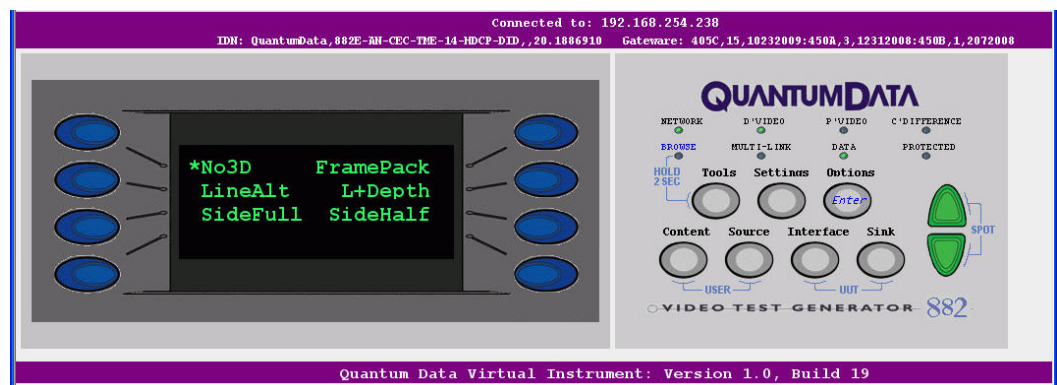 Connected to: 192.168.254.238
IDN: QuantumData,882E-AN-CEC-TME-14-HDCP-DID,,20.1886910 Gateware: 405C,15,10232009:450A,3,12312008:450B,1,2072008
*No3D FramePack
LineAlt L+Depth
SideFull SideHalf
QUANTUMDATA
NETWORK D'VIDEO P'VIDEO C'DIFFERENCE
BROWSE MULTI-LINK DATA PROTECTED
HOLD
2 SEC
Tools Settings Options
Enter
Content Source Interface Sink
SPOT
USER UUT
VIDEO TEST GENERATOR 882
Quantum Data Virtual Instrument: Version 1.0, Build 19